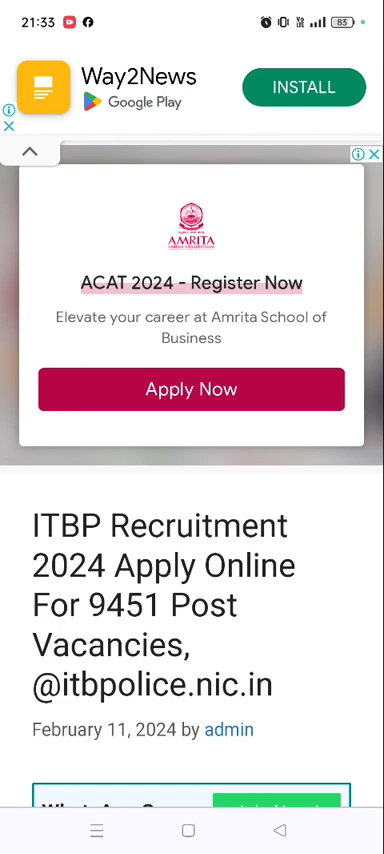 21:33
83
Way2News
Google Play
INSTALL
AMRITA
ACAT 2024 - Register Now
Elevate your career at Amrita School of
Business
Apply Now
ITBP Recruitment
2024 Apply Online
For 9451 Post
Vacancies,
@itbpolice.nic.in
February 11, 2024 by admin